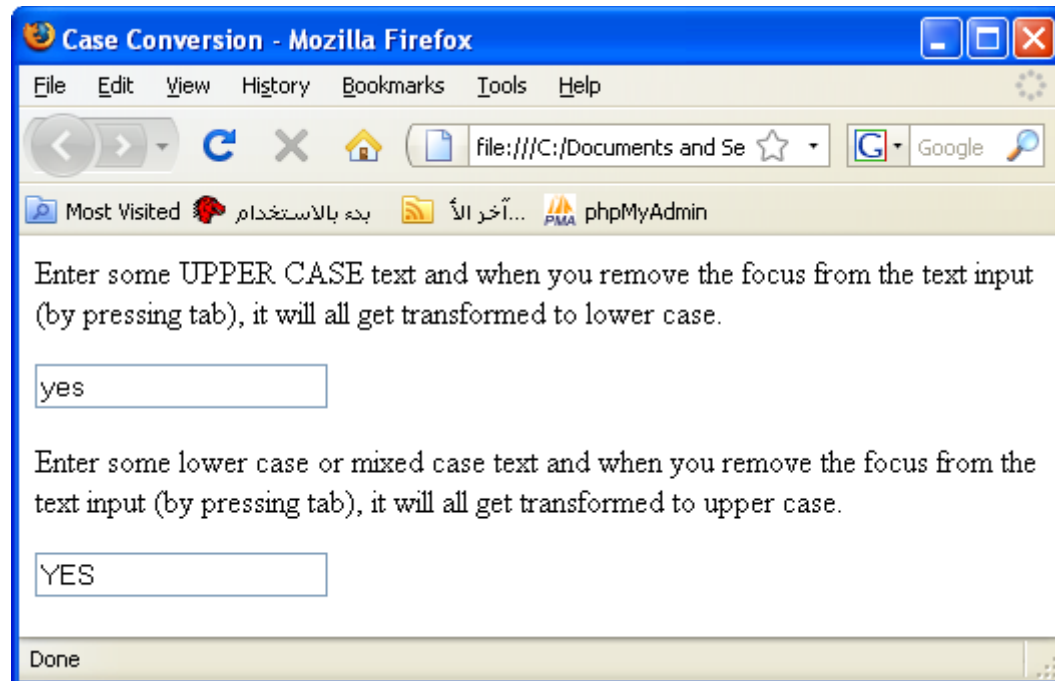 Case Conversion - Mozilla Firefox
File Edit View History Bookmarks Tools Help
file:///C:/Documents and Se Google
Most Visited بدء بالاستخدام آخر الأ... phpMyAdmin
Enter some UPPER CASE text and when you remove the focus from the text input
(by pressing tab), it will all get transformed to lower case.
yes
Enter some lower case or mixed case text and when you remove the focus from the
text input (by pressing tab), it will all get transformed to upper case.
YES
Done